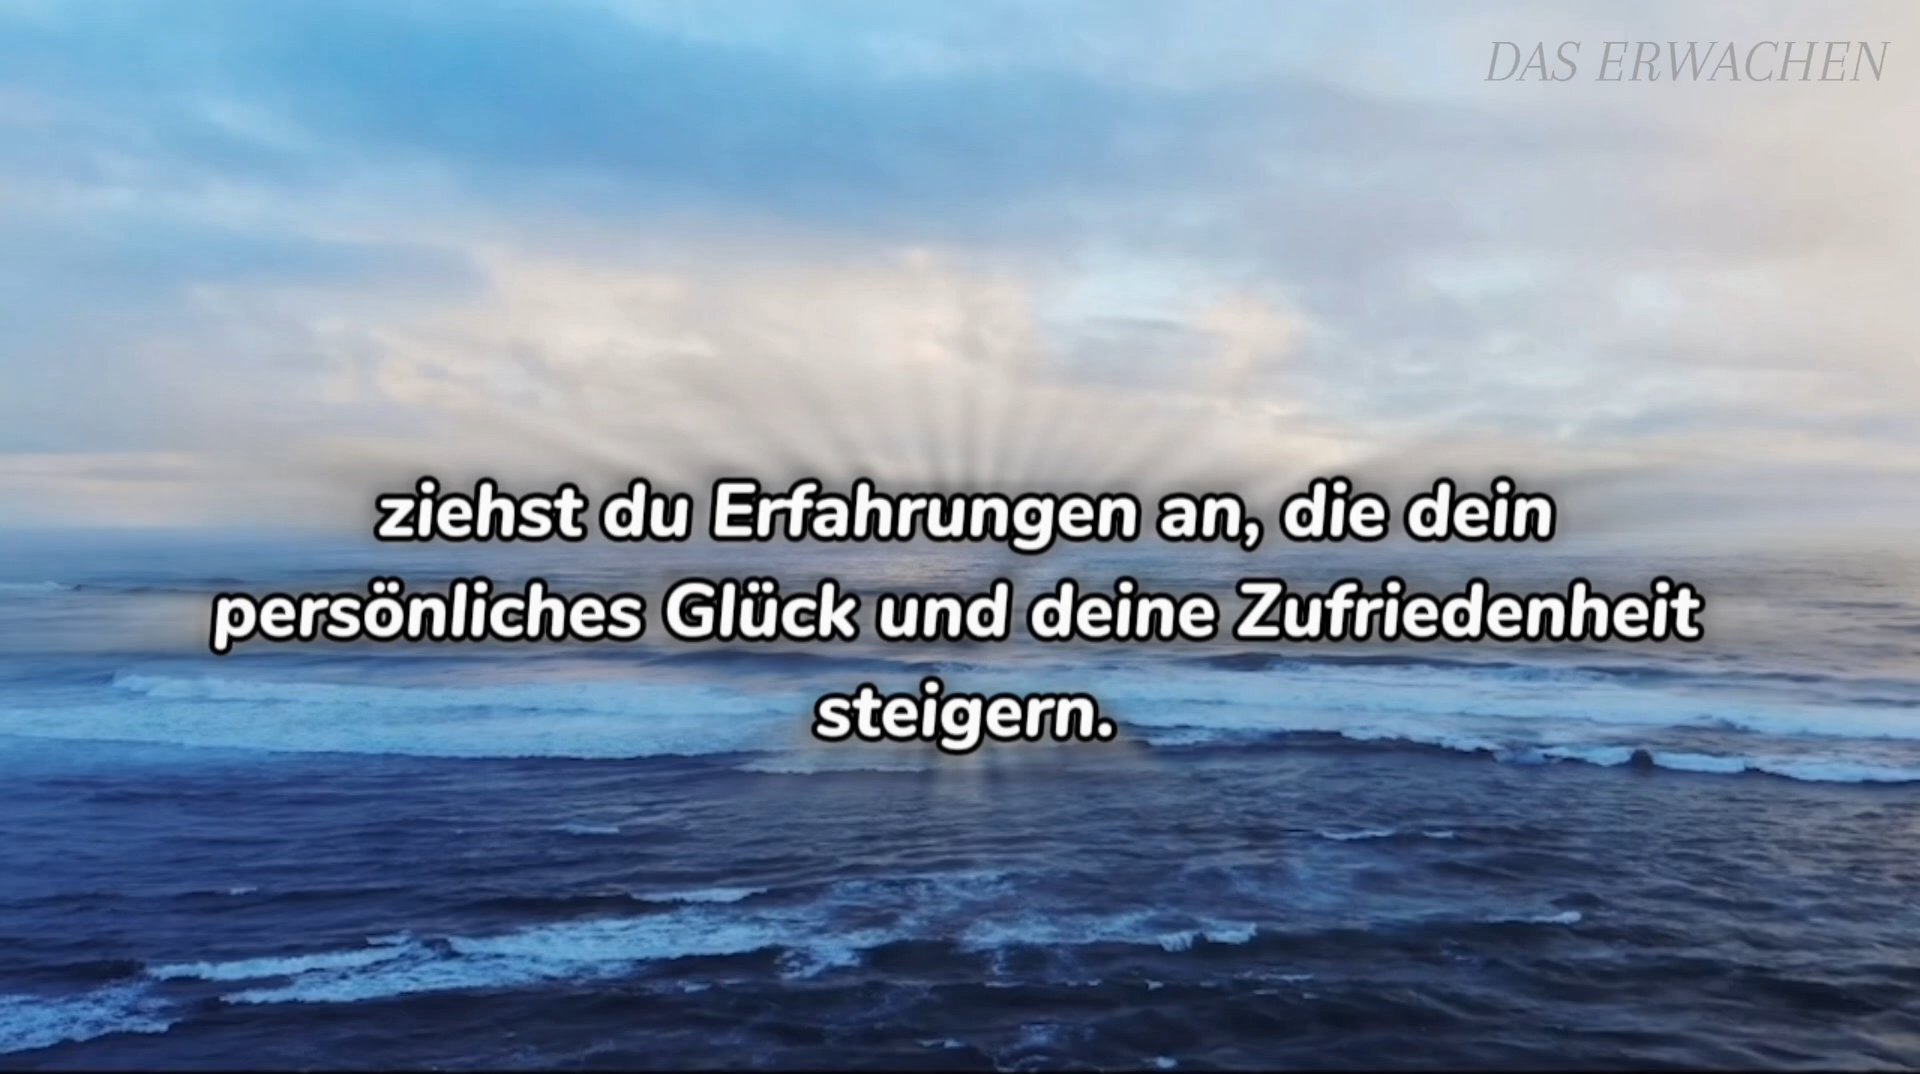 DAS ERWACHEN
ziehst du Erfahrungen an, die dein
persönliches Glück und deine Zufriedenheit
steigern.